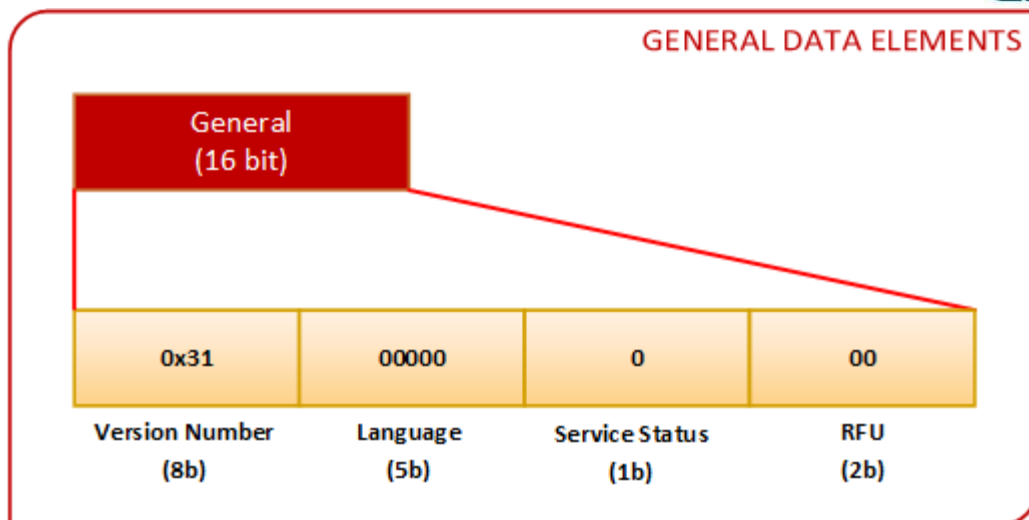 GENERAL DATA ELEMENTS
General
(16 bit)
0x31
00000
0
00
Version Number
(8b)
Language
(5b)
Service Status
(1b)
RFU
(2b)